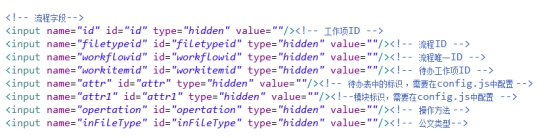 <!-- 流程字段-->
<input name="id" id="id" type="hidden" value=""/><!-- 工作项ID -->
<input name="filetypeid" id="filetypeid" type="hidden" value=""/><!-- 流程ID -->
<input name="workflowid" id="workflowid" type="hidden" value=""/><!-- 流程唯一ID -->
<input name="workitemid" id="workitemid" type="hidden" value=""/><!-- 待办工作项ID -->
<input name="attr" id="attr" type="hidden" value=""/><!-- 待办表中的标识，需要在config.js中配置 -->
<input name="attr1" id="attr1" type="hidden" value=""/><!--模块标识，需要在config.js中配置 -->
<input name="opertation" id="opertation" type="hidden" value=""/><!-- 操作方法 -->
<input name="inFileType" id="inFileType" type="hidden" value=""/><!-- 公文类型-->